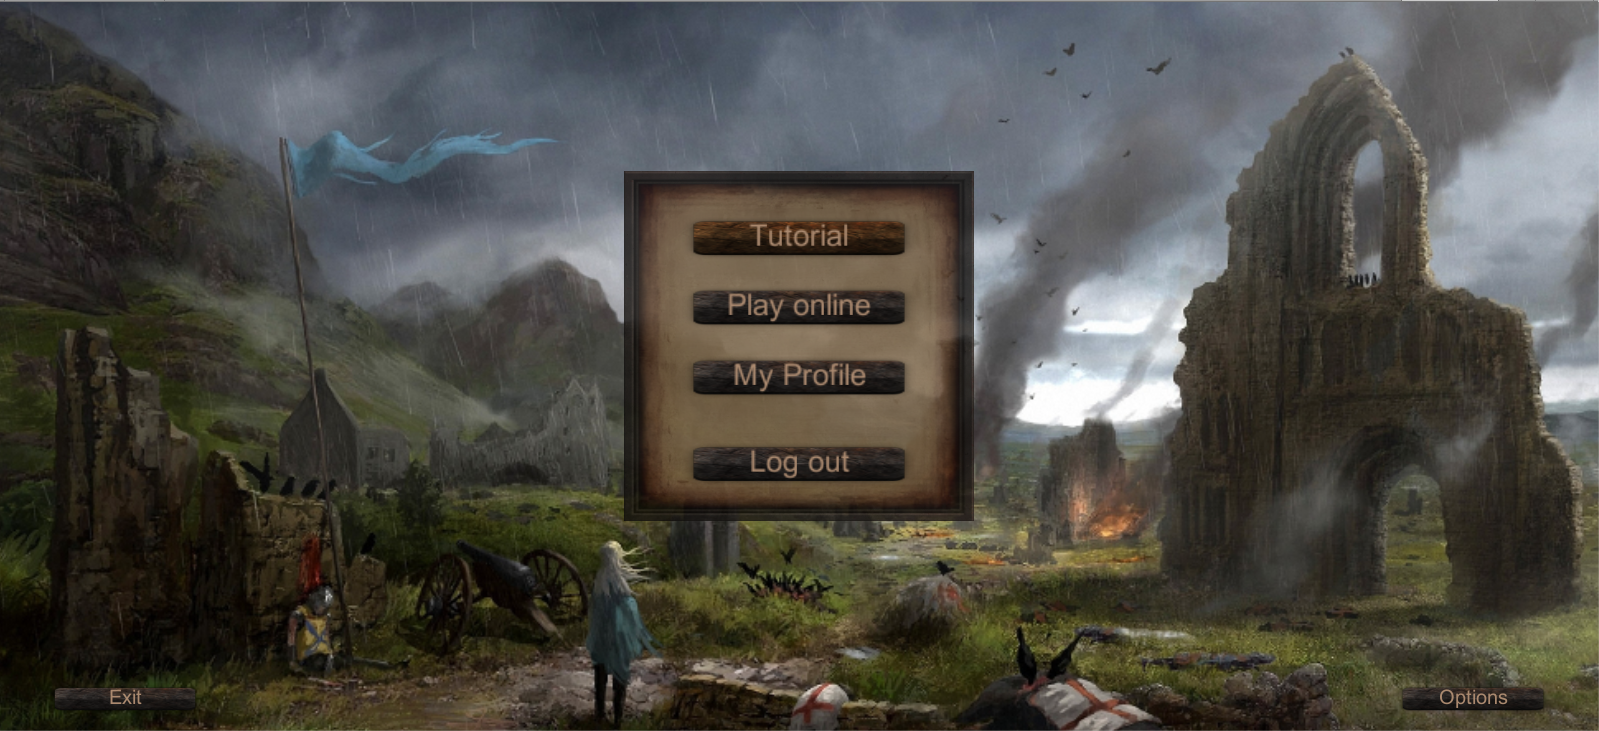 Tutorial
Play online
My Profile
Log out
Exit
Options